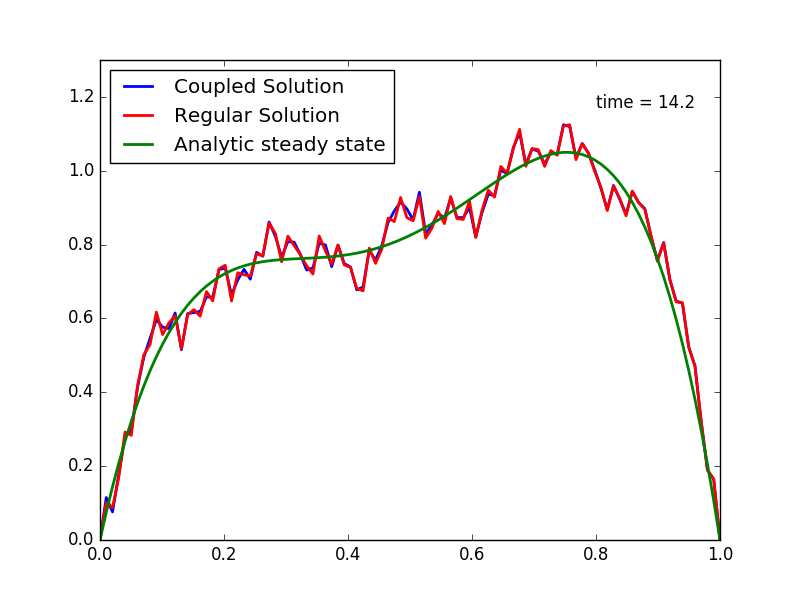 1.2
1.0
0.8
0.6
0.4
0.2
0.0
Coupled Solution
Regular Solution
Analytic steady state
time = 14.2
0.0 0.2 0.4 0.6 0.8 1.0